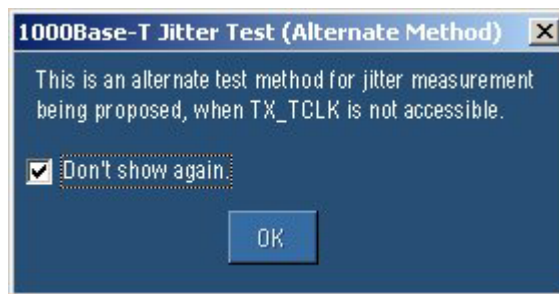 1000Base-T Jitter Test (Alternate Method)
This is an alternate test method for jitter measurement
being proposed, when TX_TCLK is not accessible.
Don't show again.
OK